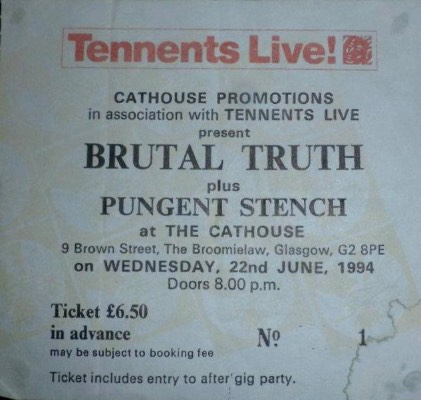 Tennents Live!
CATHOUSE PROMOTIONS
in association with TENNENTS LIVE
present
BRUTAL TRUTH
plus
PUNGENT STENCH
at THE CATHOUSE
9 Brown Street, The Broomielaw, Glasgow, G2 8PE
on WEDNESDAY, 22nd JUNE, 1994
Doors 8.00 p.m.
Ticket £6.50
in advance
Nº 1
may be subject to booking fee
Ticket includes entry to after gig party.